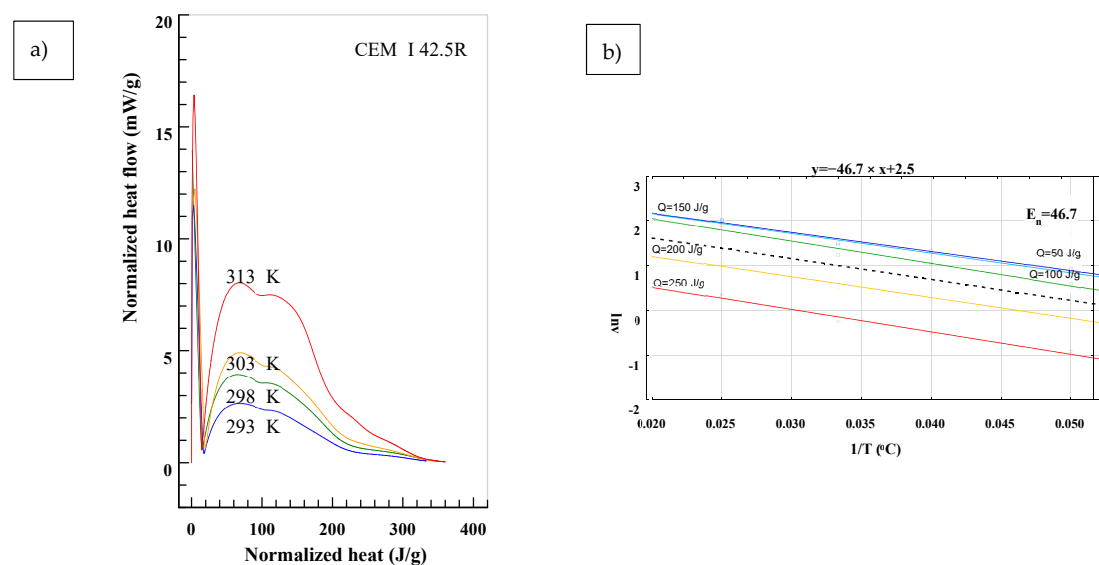 a)
CEM I 42.5R
Normalized heat flow (mW/g)
20
15
10
5
0
313 K
303 K
298 K
293 K
0 100 200 300 400
Normalized heat (J/g)
b)
y=−46.7 × x+2.5
Eₙ=46.7
Q=150 J/g
Q=50 J/g
Q=100 J/g
Q=200 J/g
Q=250 J/g
lnv
3
2
1
0
-1
-2
0.020 0.025 0.030 0.035 0.040 0.045 0.050
1/T (°C)